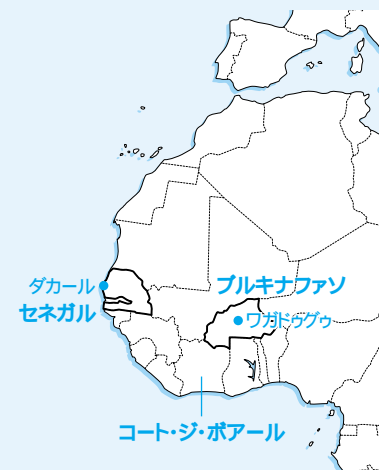 ダカール
セネガル
ブルキナファソ
ワガドゥグゥ
コート・ジ・ボアール